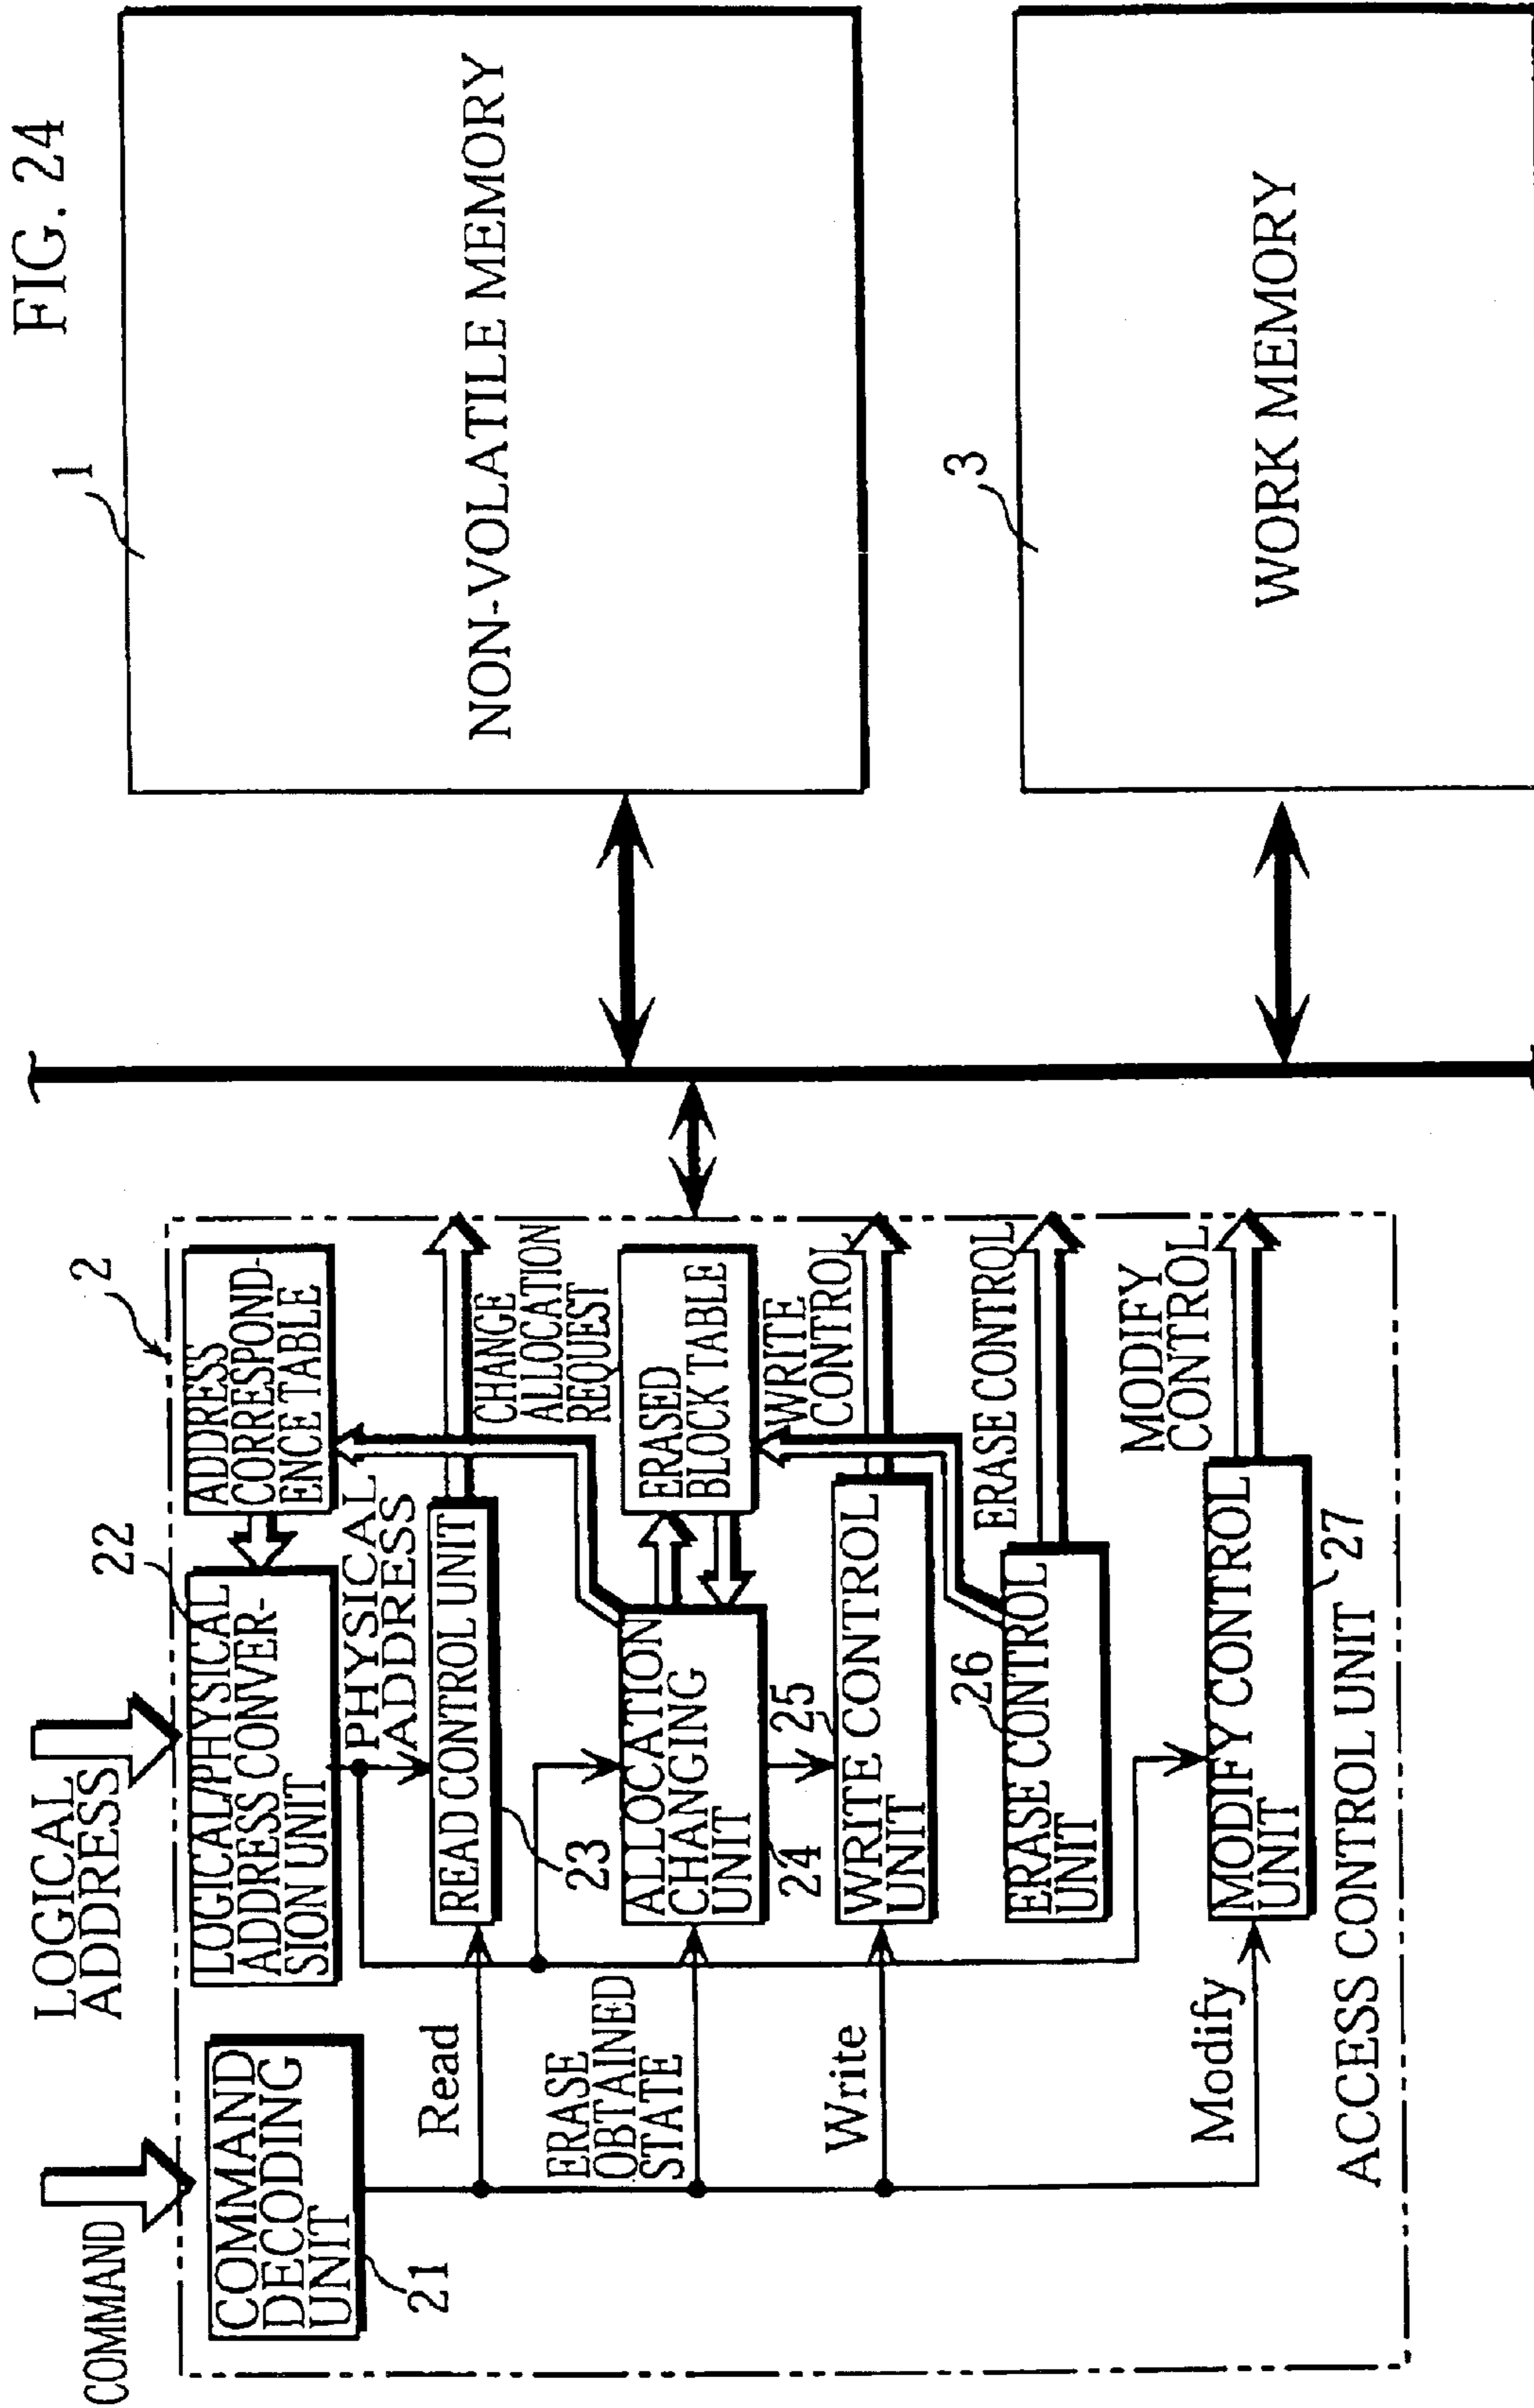 FIG. 24
COMMAND
LOGICAL
ADDRESS
2
COMMAND
DECODING
UNIT
21
22
LOGICAL/PHYSICAL
ADDRESS CONVER-
SION UNIT
ADDRESS
CORRESPOND-
ENCE TABLE
PHYSICAL
ADDRESS
Read
READ CONTROL UNIT
23
CHANGE
ALLOCATION
REQUEST
ERASE
OBTAINED
STATE
ALLOCATION
CHANGING
UNIT
24
ERASED
BLOCK TABLE
WRITE
CONTROL
Write
25
WRITE CONTROL
UNIT
26
ERASE CONTROL
UNIT
ERASE CONTROL
MODIFY
CONTROL
Modify
MODIFY CONTROL
UNIT
27
ACCESS CONTROL UNIT
1
NON-VOLATILE MEMORY
3
WORK MEMORY